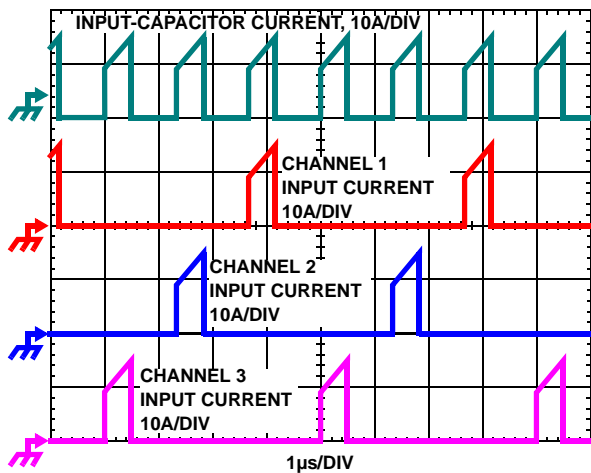 INPUT-CAPACITOR CURRENT, 10A/DIV
CHANNEL 1
INPUT CURRENT
10A/DIV
CHANNEL 2
INPUT CURRENT
10A/DIV
CHANNEL 3
INPUT CURRENT
10A/DIV
1μs/DIV